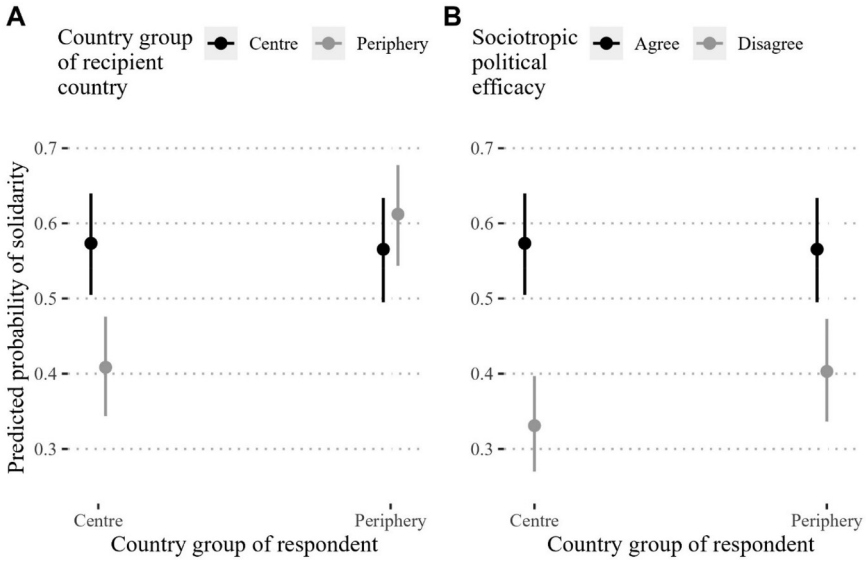 A
Country group
of recipient
country
Centre
Periphery
B
Sociotropic
political
efficacy
Agree
Disagree
Predicted probability of solidarity
0.7
0.6
0.5
0.4
0.3
Centre
Periphery
Country group of respondent
0.7
0.6
0.5
0.4
0.3
Centre
Periphery
Country group of respondent